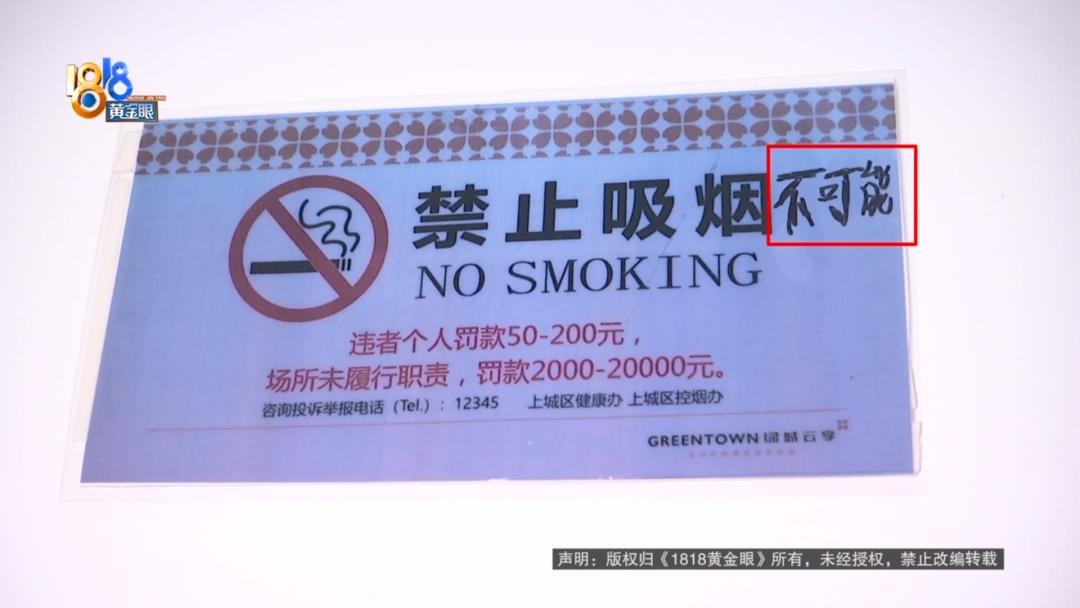 1818
黄金眼
禁止吸烟 不可能
NO SMOKING
违者个人罚款50-200元，
场所未履行职责，罚款2000-20000元。
咨询投诉举报电话（Tel.）：12345 上城区健康办 上城区控烟办
GREENTOWN 绿城云享
声明：版权归《1818黄金眼》所有，未经授权，禁止改编转载